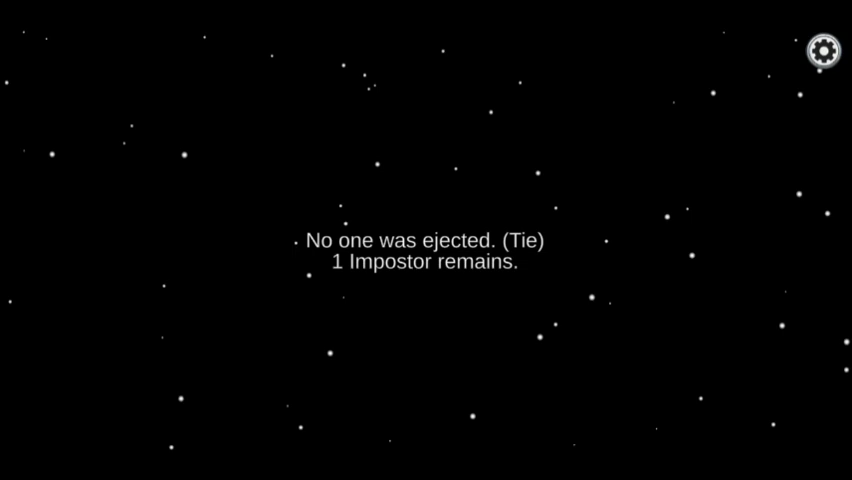 No one was ejected. (Tie)
1 Impostor remains.